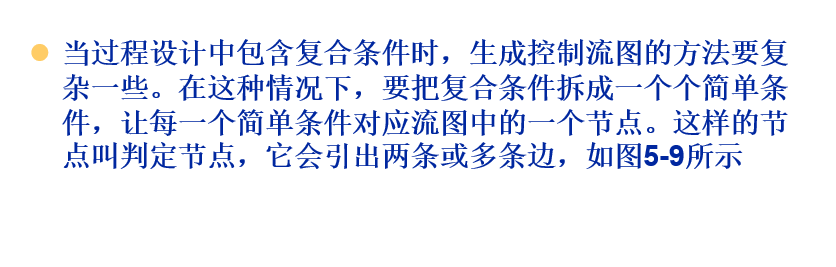 当过程设计中包含复合条件时，生成控制流图的方法要复
杂一些。在这种情况下，要把复合条件拆成一个个简单条
件，让每一个简单条件对应流图中的一个节点。这样的节
点叫判定节点，它会引出两条或多条边，如图5-9所示